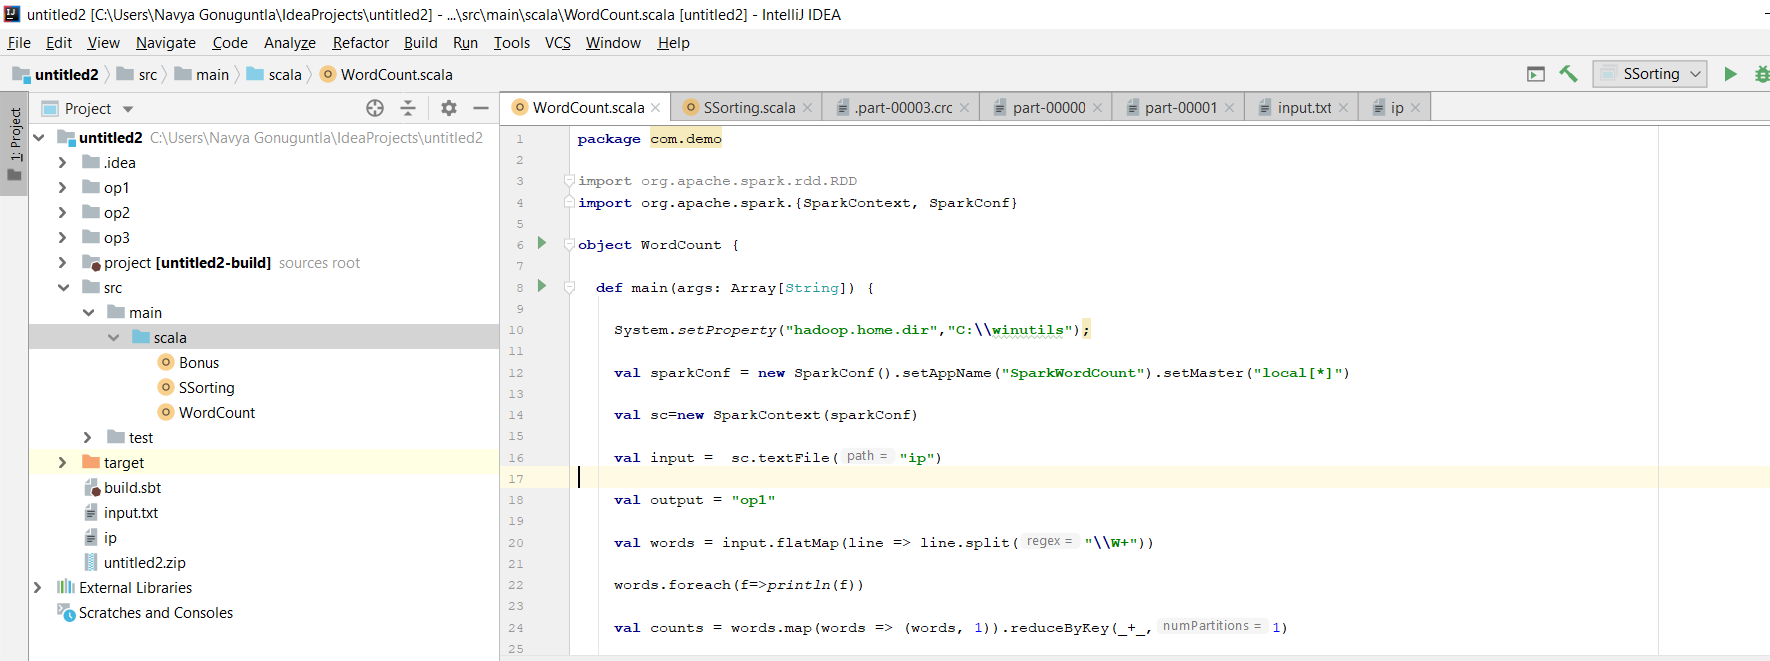 untitled2 [C:\Users\Navya Gonuguntla\IdeaProjects\untitled2] - ...\src\main\scala\WordCount.scala [untitled2] - IntelliJ IDEA
File Edit View Navigate Code Analyze Refactor Build Run Tools VCS Window Help
untitled2 src main scala WordCount.scala SSorting
1: Project
Project
untitled2 C:\Users\Navya Gonuguntla\IdeaProjects\untitled2
.idea
op1
op2
op3
project [untitled2-build] sources root
src
main
scala
Bonus
SSorting
WordCount
test
target
build.sbt
input.txt
ip
untitled2.zip
External Libraries
Scratches and Consoles
WordCount.scala SSorting.scala .part-00003.crc part-00000 part-00001 input.txt ip
1 package com.demo
2
3 import org.apache.spark.rdd.RDD
4 import org.apache.spark.{SparkContext, SparkConf}
5
6 object WordCount {
7
8 def main(args: Array[String]) {
9
10 System.setProperty("hadoop.home.dir","C:\\winutils");
11
12 val sparkConf = new SparkConf().setAppName("SparkWordCount").setMaster("local[*]")
13
14 val sc=new SparkContext(sparkConf)
15
16 val input = sc.textFile( path = "ip")
17
18 val output = "op1"
19
20 val words = input.flatMap(line => line.split( regex = "\\W+"))
21
22 words.foreach(f=>println(f))
23
24 val counts = words.map(words => (words, 1)).reduceByKey(_+_, numPartitions = 1)
25